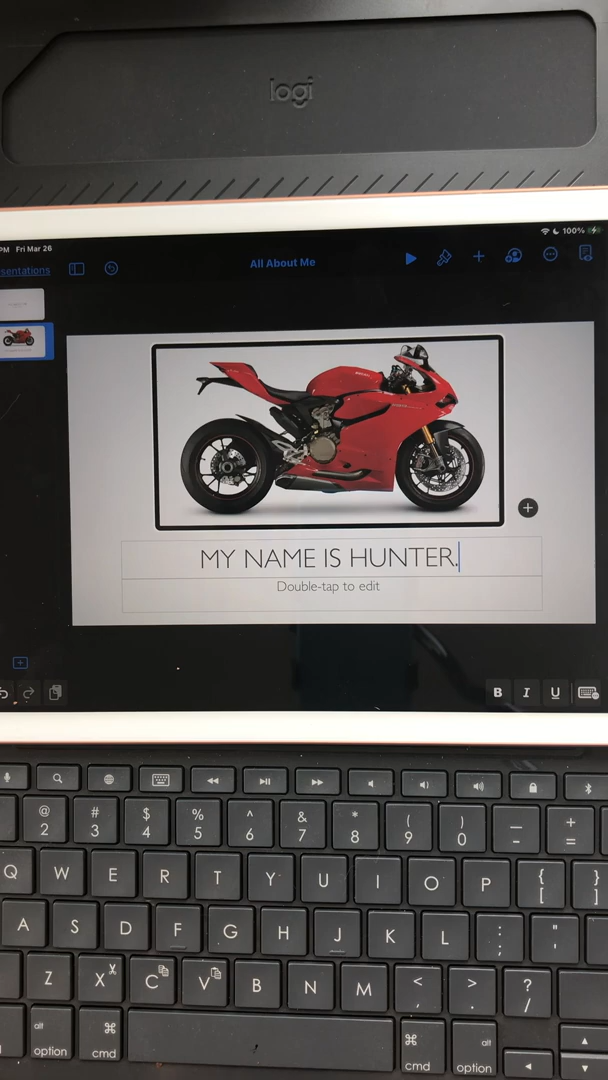 logi
PM Fri Mar 26
100%
sentations
All About Me
MY NAME IS HUNTER.
Double-tap to edit
B I U
@ # $ % ^ & * ( ) — +
2 3 4 5 6 7 8 9 0 - =
Q W E R T Y U I O P { [ } ]
A S D F G H J K L : ; " '
Z X C V B N M < , > . ? /
alt option ⌘ cmd ⌘ cmd alt option